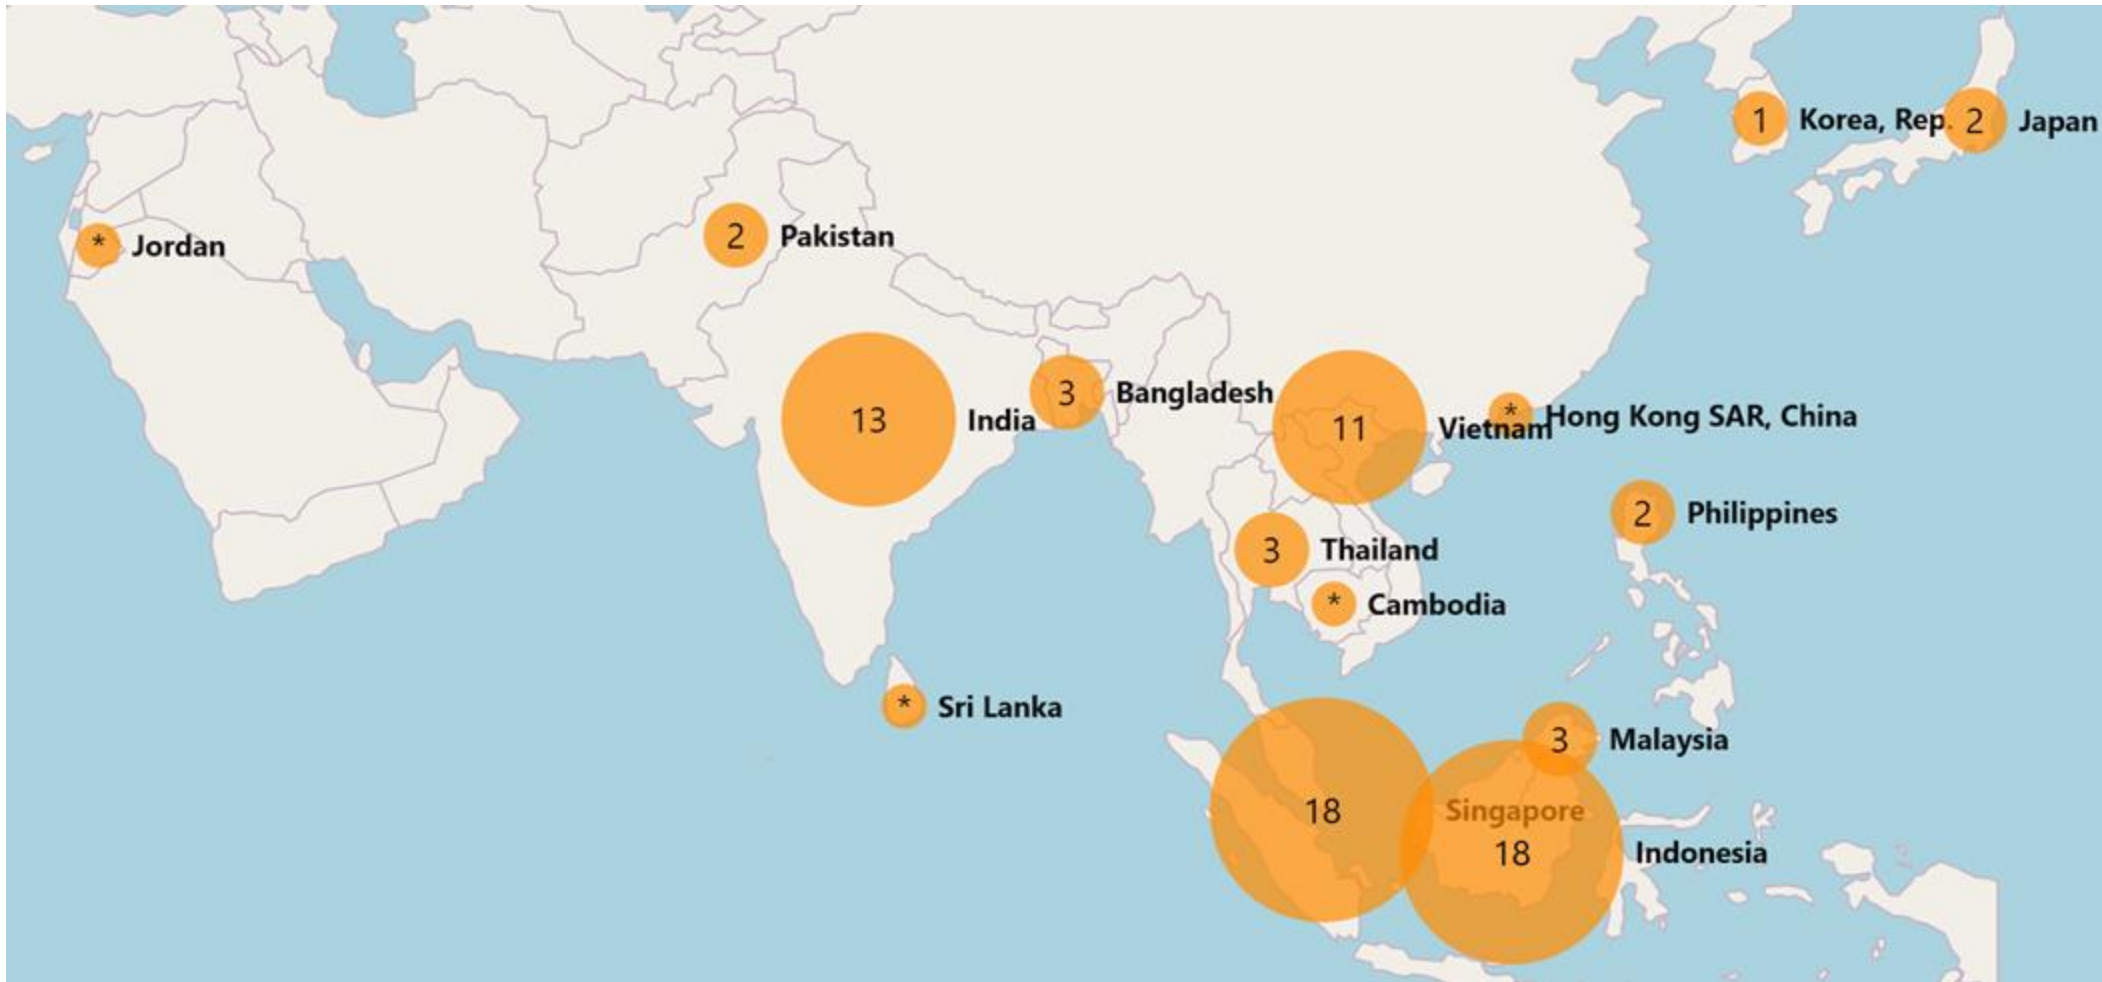 1 Korea, Rep.
2 Japan
* Jordan
2 Pakistan
13 India
3 Bangladesh
11 Vietnam
* Hong Kong SAR, China
2 Philippines
3 Thailand
* Cambodia
* Sri Lanka
3 Malaysia
18 Singapore
18 Indonesia